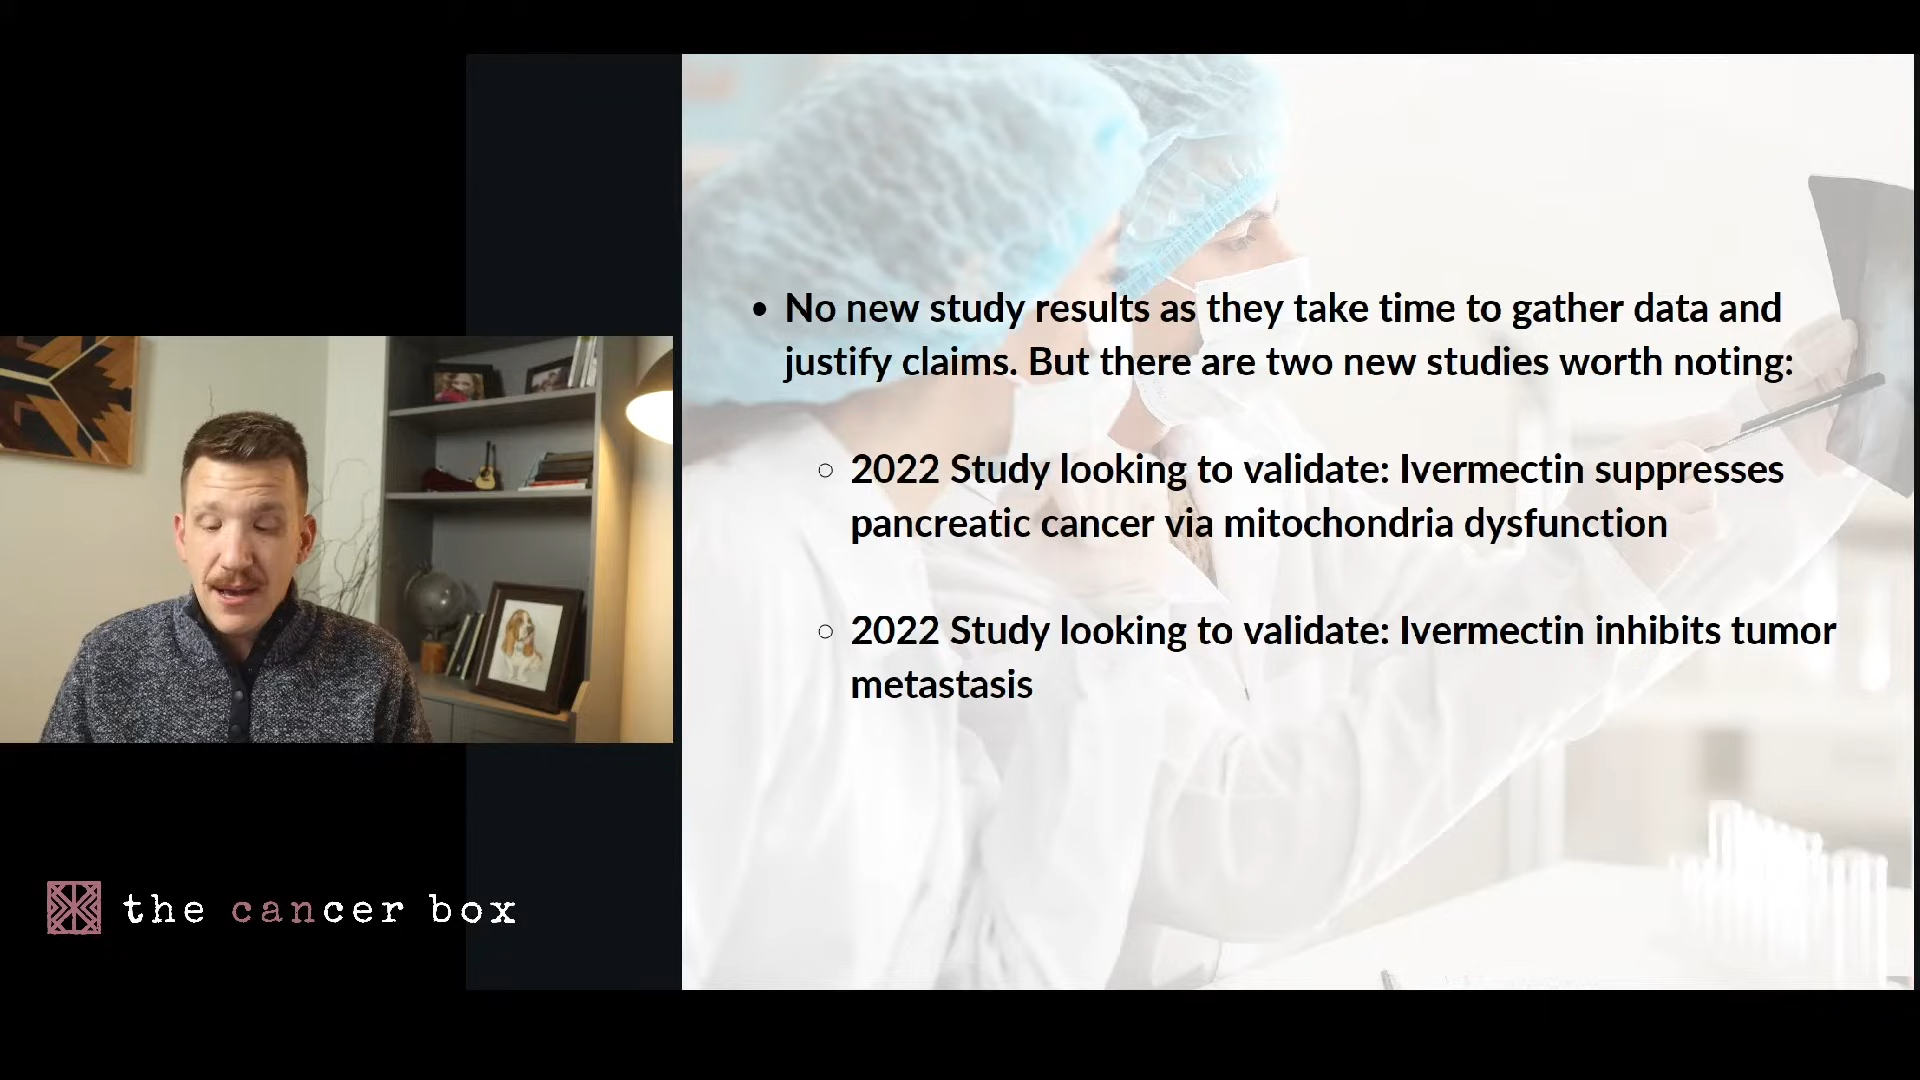 No new study results as they take time to gather data and
justify claims. But there are two new studies worth noting:
2022 Study looking to validate: Ivermectin suppresses
pancreatic cancer via mitochondria dysfunction
2022 Study looking to validate: Ivermectin inhibits tumor
metastasis
the cancer box